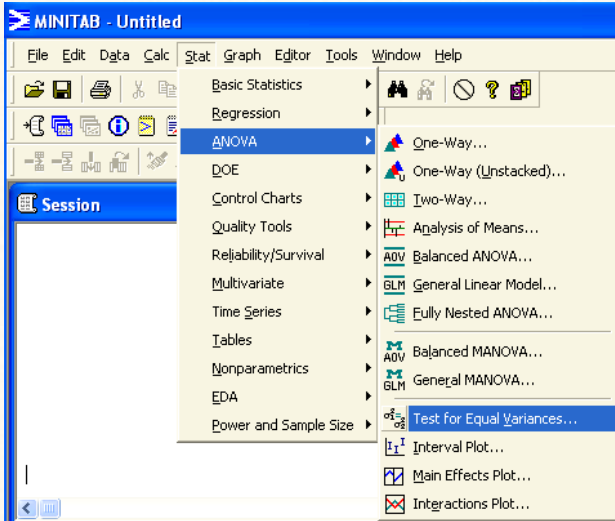 MINITAB - Untitled
File Edit Data Calc Stat Graph Editor Tools Window Help
Basic Statistics
Regression
ANOVA
DOE
Control Charts
Quality Tools
Reliability/Survival
Multivariate
Time Series
Tables
Nonparametrics
EDA
Power and Sample Size
One-Way...
One-Way (Unstacked)...
Two-Way...
Analysis of Means...
AOV Balanced ANOVA...
GLM General Linear Model...
Fully Nested ANOVA...
M AOV Balanced MANOVA...
M GLM General MANOVA...
Test for Equal Variances...
Interval Plot...
Main Effects Plot...
Interactions Plot...
Session